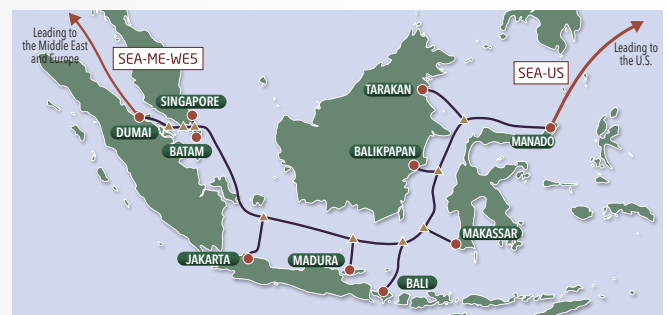 Leading to
the Middle East
and Europe
SEA-ME-WE5
SEA-US
Leading to
the U.S.
TARAKAN
SINGAPORE
DUMAI
MANADO
BATAM
BALIKPAPAN
MAKASSAR
JAKARTA
MADURA
BALI